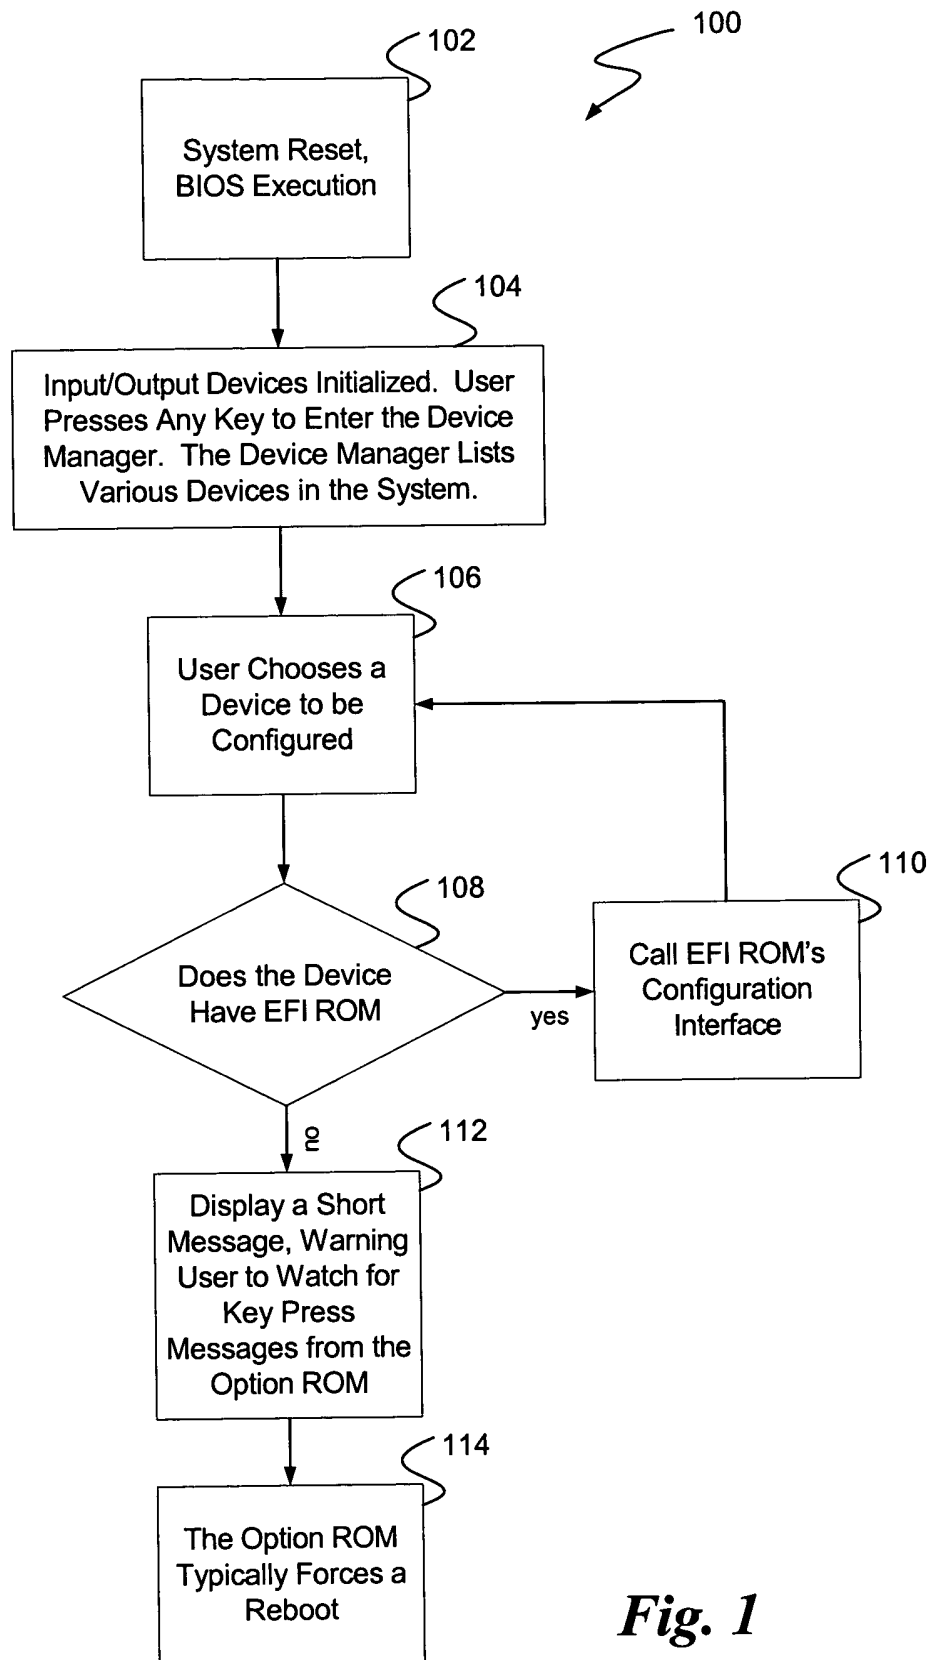 100
102
System Reset,
BIOS Execution
104
Input/Output Devices Initialized. User
Presses Any Key to Enter the Device
Manager. The Device Manager Lists
Various Devices in the System.
106
User Chooses a
Device to be
Configured
108
Does the Device
Have EFI ROM
yes
110
Call EFI ROM's
Configuration
Interface
no
112
Display a Short
Message, Warning
User to Watch for
Key Press
Messages from the
Option ROM
114
The Option ROM
Typically Forces a
Reboot
Fig. 1